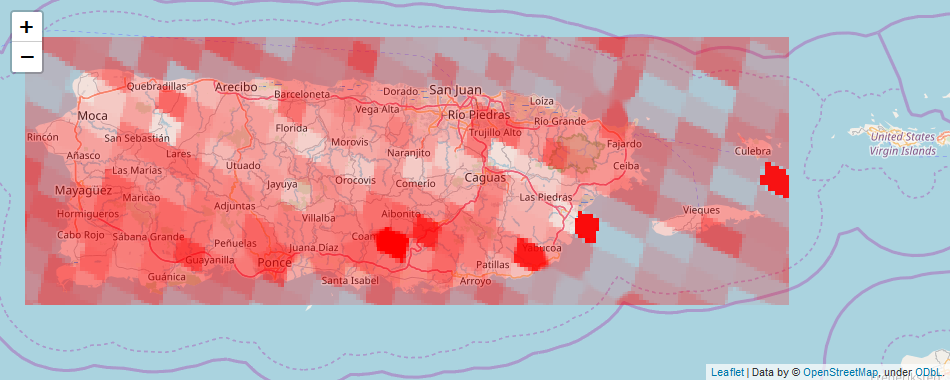 +
−
Quebradillas
Arecibo
Barceloneta
Dorado
San Juan
Loiza
Moca
Vega Alta
Río Piedras
Río Grande
Rincón
San Sebastián
Florida
Morovis
Trujillo Alto
Fajardo
United States
Virgin Islands
Añasco
Lares
Naranjito
Ceiba
Culebra
Las Marías
Utuado
Caguas
Mayagüez
Maricao
Jayuya
Orocovis
Comerío
Las Piedras
Hormigueros
Adjuntas
Villalba
Aibonito
Vieques
Cabo Rojo
Sabana Grande
Peñuelas
Juana Díaz
Coam
Yabucoa
Guayanilla
Ponce
Patillas
Guánica
Santa Isabel
Arroyo
Leaflet | Data by © OpenStreetMap, under ODbL.